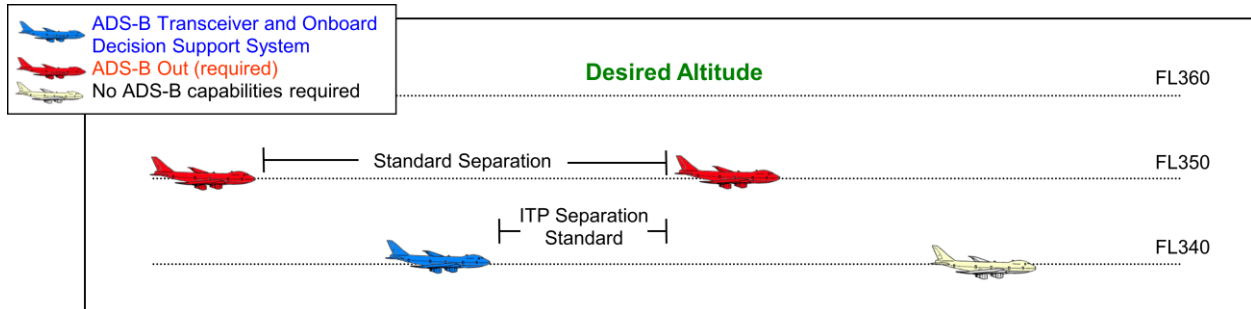 ADS-B Transceiver and Onboard
Decision Support System
ADS-B Out (required)
No ADS-B capabilities required
Desired Altitude
FL360
Standard Separation
FL350
ITP Separation
Standard
FL340